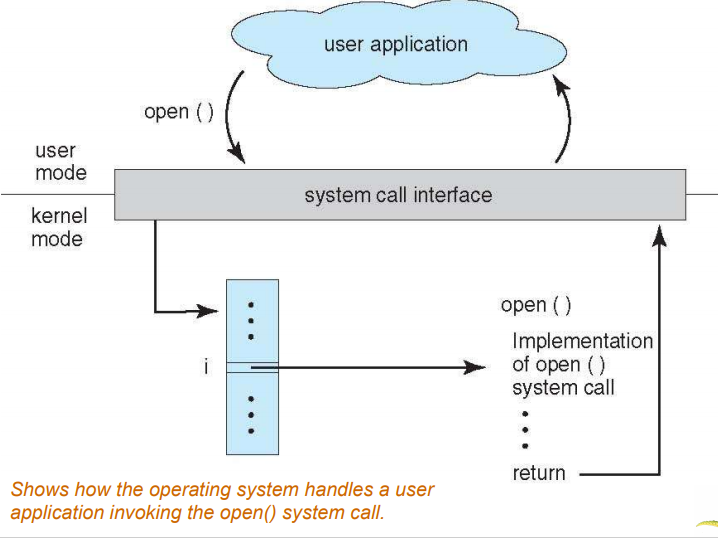 user application
open ( )
user
mode
system call interface
kernel
mode
open ( )
i
Implementation
of open ( )
system call
return
Shows how the operating system handles a user
application invoking the open() system call.